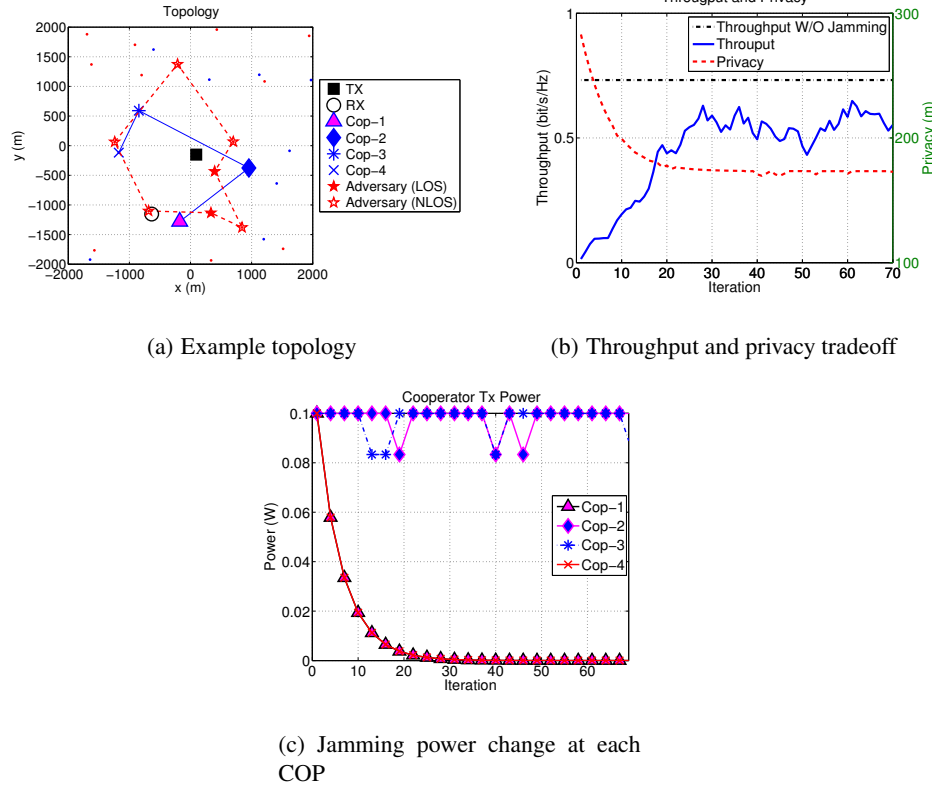 Topology
2000
1500
1000
500
0
−500
−1000
−1500
2000
−2000 −1000 0 1000 2000
y (m)
x (m)
TX
RX
Cop−1
Cop−2
Cop−3
Cop−4
Adversary (LOS)
Adversary (NLOS)
(a) Example topology
Througput and Privacy
1
0.5
0
300
200
100
0 10 20 30 40 50 60 70
Throughput (bit/s/Hz)
Privacy (m)
Iteration
Throughput W/O Jamming
Throuput
Privacy
(b) Throughput and privacy tradeoff
Cooperator Tx Power
0.1
0.08
0.06
0.04
0.02
0
10 20 30 40 50 60
Power (W)
Iteration
Cop−1
Cop−2
Cop−3
Cop−4
(c) Jamming power change at each
COP